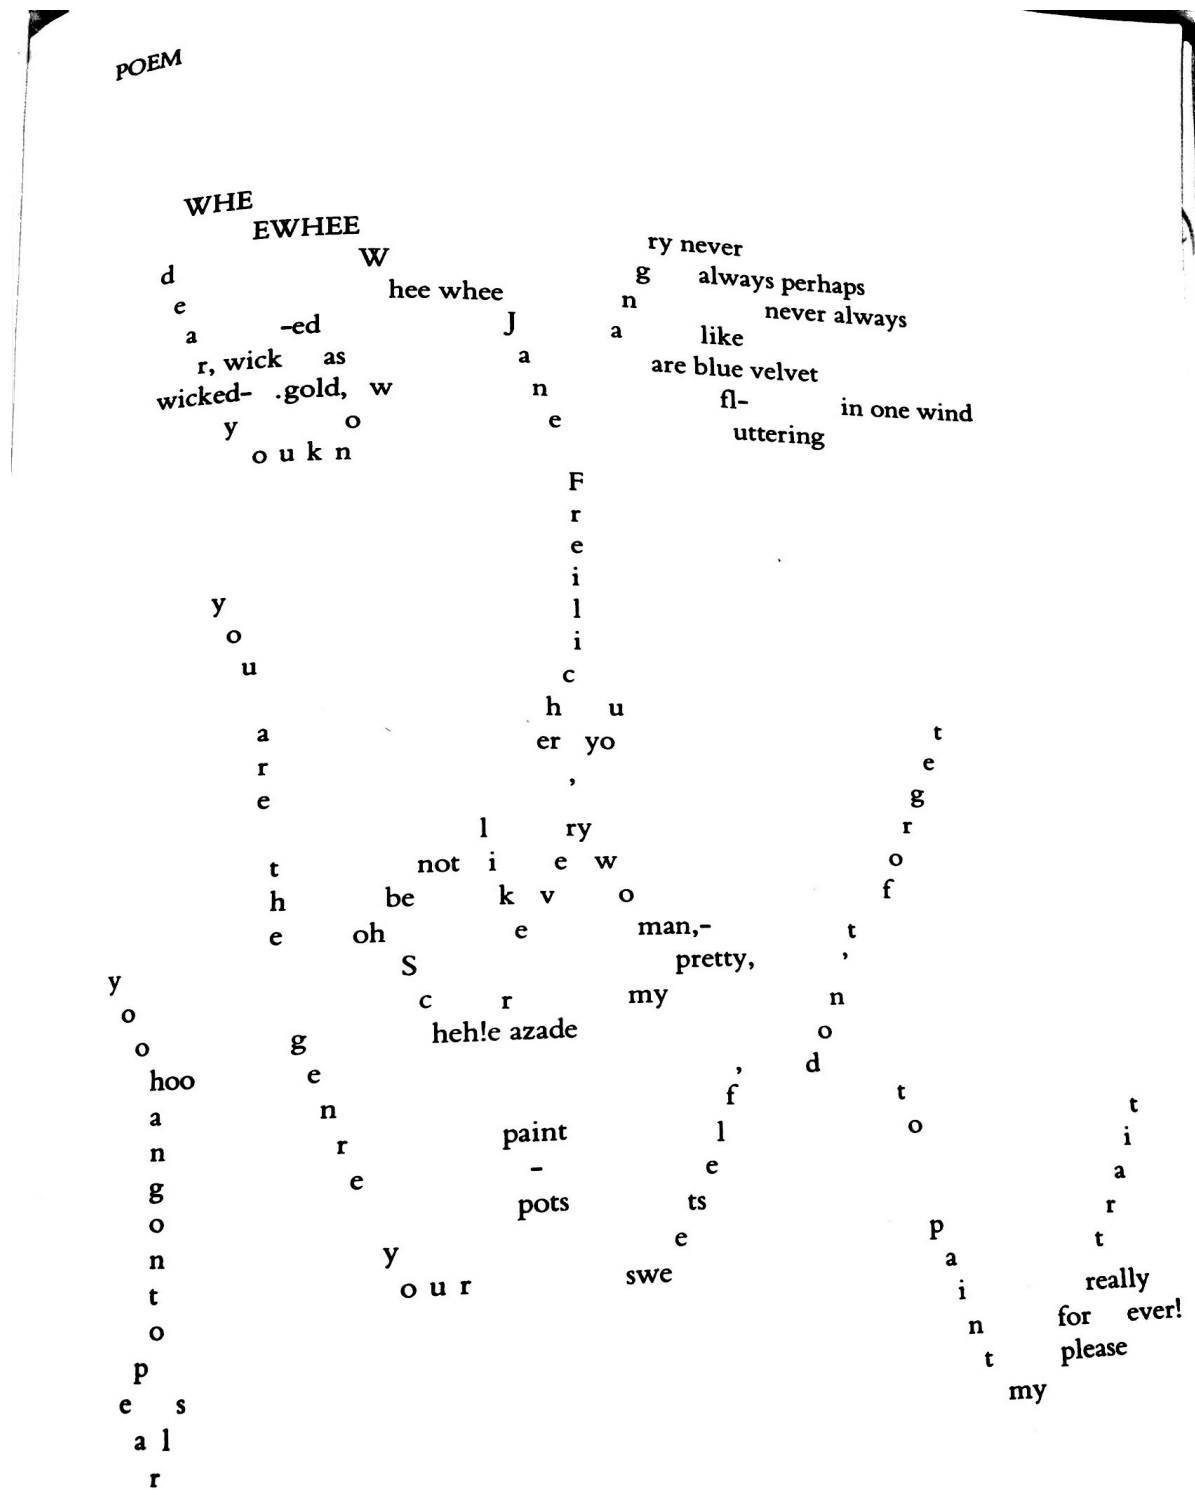 POEM
WHE
EWHEE
W
hee whee
J
a
n
e
F
r
e
i
l
i
c
h
er yo
u
,
d
e
a
r, wick
-ed
as
wicked- .gold, w
o
y
o u k n
a
n
g
ry never
always perhaps
never always
like
are blue velvet
fl-
uttering
in one wind
y
o
u
a
r
e
t
h
e
g
e
n
r
e
y
o u r
paint
-
pots
oh
be
not
l
i
k
e
v
e
ry
w
o
man,-
pretty,
my
S
c
heh!e azade
r
swe
e
ts
e
l
f
,
d
o
n
'
t
f
o
r
g
e
t
t
o
p
a
i
n
t
my
please
for ever!
really
t
r
a
i
t
y
o
o
hoo
a
n
g
o
n
t
o
p
e s
a l
r